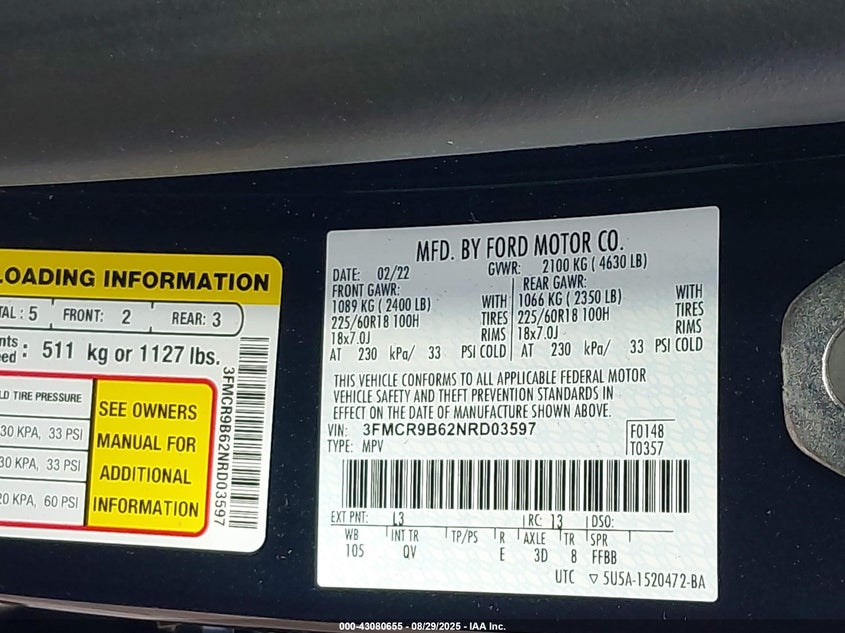 LOADING INFORMATION
TAL : 5 FRONT: 2 REAR: 3
nts
eed : 511 kg or 1127 lbs.
LD TIRE PRESSURE
30 KPA, 33 PSI
30 KPA, 33 PSI
20 KPA, 60 PSI
SEE OWNERS
MANUAL FOR
ADDITIONAL
INFORMATION
3FMCR9B62NRD03597
MFD. BY FORD MOTOR CO.
DATE: 02/22 GVWR: 2100 KG ( 4630 LB)
FRONT GAWR: REAR GAWR:
1089 KG ( 2400 LB) WITH 1066 KG ( 2350 LB) WITH
225/60R18 100H TIRES 225/60R18 100H TIRES
18x7.0J RIMS 18x7.0J RIMS
AT 230 kPa/ 33 PSI COLD AT 230 kPa/ 33 PSI COLD
THIS VEHICLE CONFORMS TO ALL APPLICABLE FEDERAL MOTOR
VEHICLE SAFETY AND THEFT PREVENTION STANDARDS IN
EFFECT ON THE DATE OF MANUFACTURE SHOWN ABOVE.
VIN: 3FMCR9B62NRD03597 F0148
TYPE: MPV T0357
EXT PNT: L3 RC: 13 DSO:
WB INT TR TP/PS R AXLE TR SPR
105 QV E 3D 8 FFBB
UTC ▽ 5U5A-1520472-BA
000-43080655 - 08/29/2025 - IAA Inc.